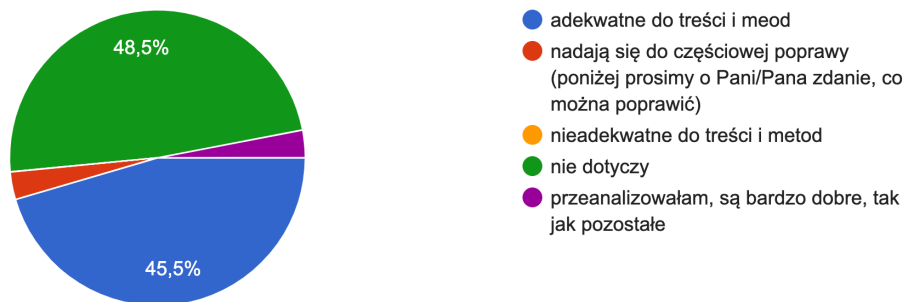 48,5%
45,5%
adekwatne do treści i meod
nadają się do częściowej poprawy
(poniżej prosimy o Pani/Pana zdanie, co
można poprawić)
nieadekwatne do treści i metod
nie dotyczy
przeanalizowałam, są bardzo dobre, tak
jak pozostałe